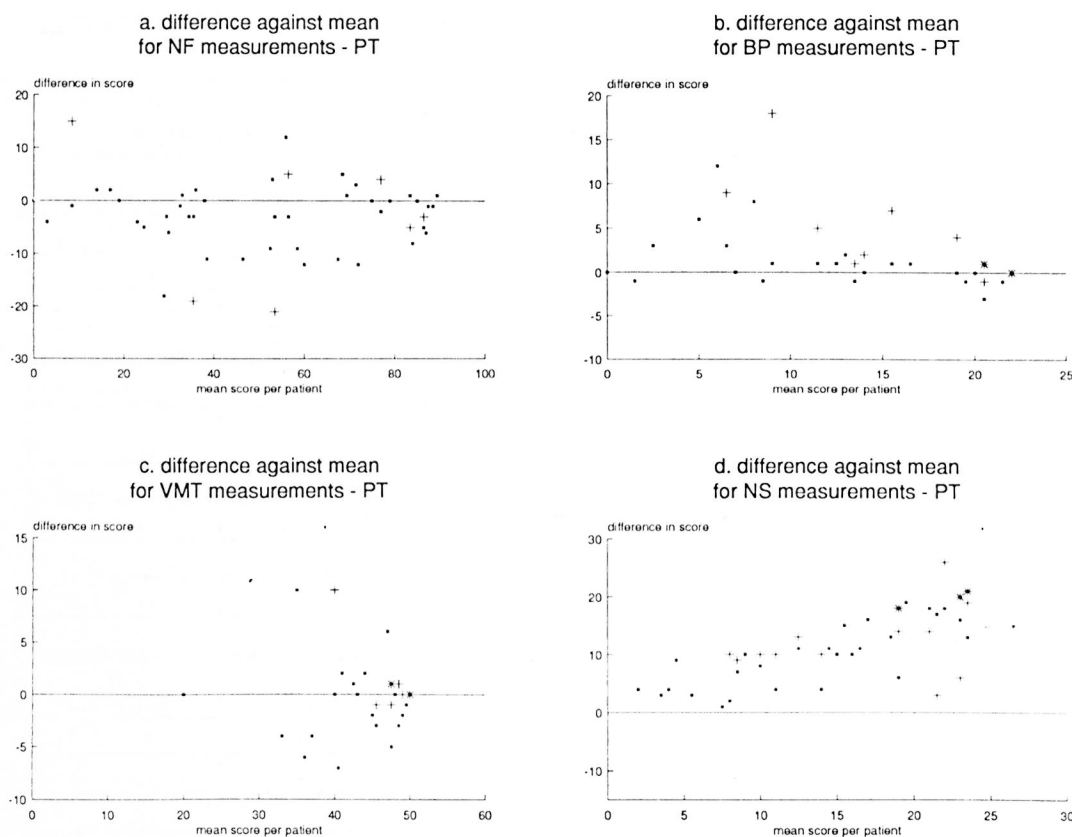 a. difference against mean
for NF measurements - PT
difference in score
20
10
0
-10
-20
-30
0 20 40 60 80 100
mean score per patient
b. difference against mean
for BP measurements - PT
difference in score
20
15
10
5
0
-5
-10
0 5 10 15 20 25
mean score per patient
c. difference against mean
for VMT measurements - PT
difference in score
15
10
5
0
-5
-10
0 10 20 30 40 50 60
mean score per patient
d. difference against mean
for NS measurements - PT
difference in score
30
20
10
0
-10
0 5 10 15 20 25 30
mean score per patient